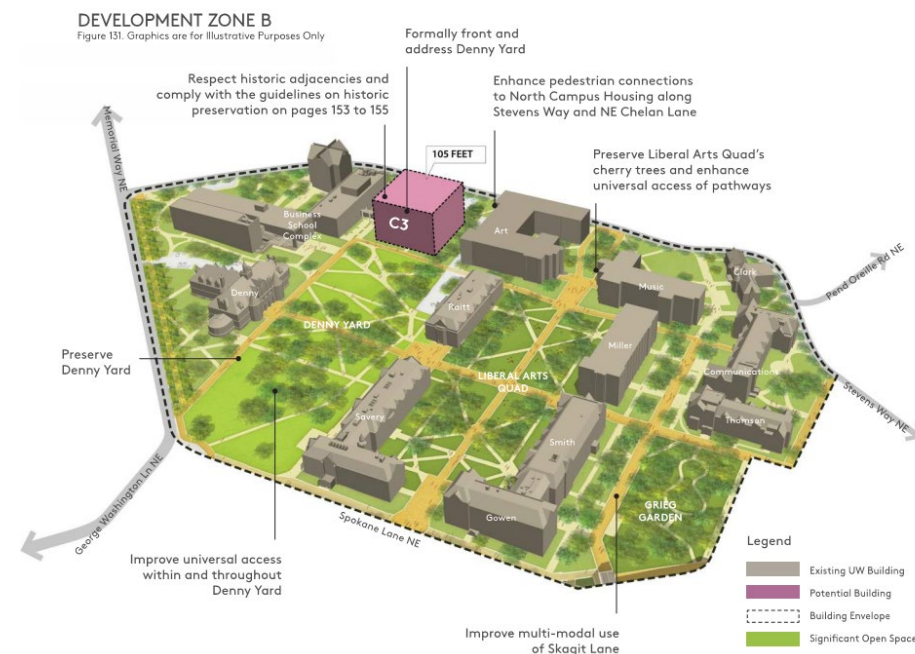 DEVELOPMENT ZONE B
Figure 131. Graphics are for Illustrative Purposes Only
Formally front and
address Denny Yard
Respect historic adjacencies and
comply with the guidelines on historic
preservation on pages 153 to 155
Enhance pedestrian connections
to North Campus Housing along
Stevens Way and NE Chelan Lane
Preserve Liberal Arts Quad's
cherry trees and enhance
universal access of pathways
105 FEET
Memorial Way NE
C3
Business
School
Complex
Art
Clark
Pend Oreille Rd NE
Denny
Music
Raitt
DENNY YARD
Miller
Preserve
Denny Yard
LIBERAL ARTS
QUAD
Communications
Stevens Way NE
Savery
Thomson
Smith
George Washington Ln NE
Gowen
GRIEG
GARDEN
Spokane Lane NE
Improve universal access
within and throughout
Denny Yard
Improve multi-modal use
of Skagit Lane
Legend
Existing UW Building
Potential Building
Building Envelope
Significant Open Space